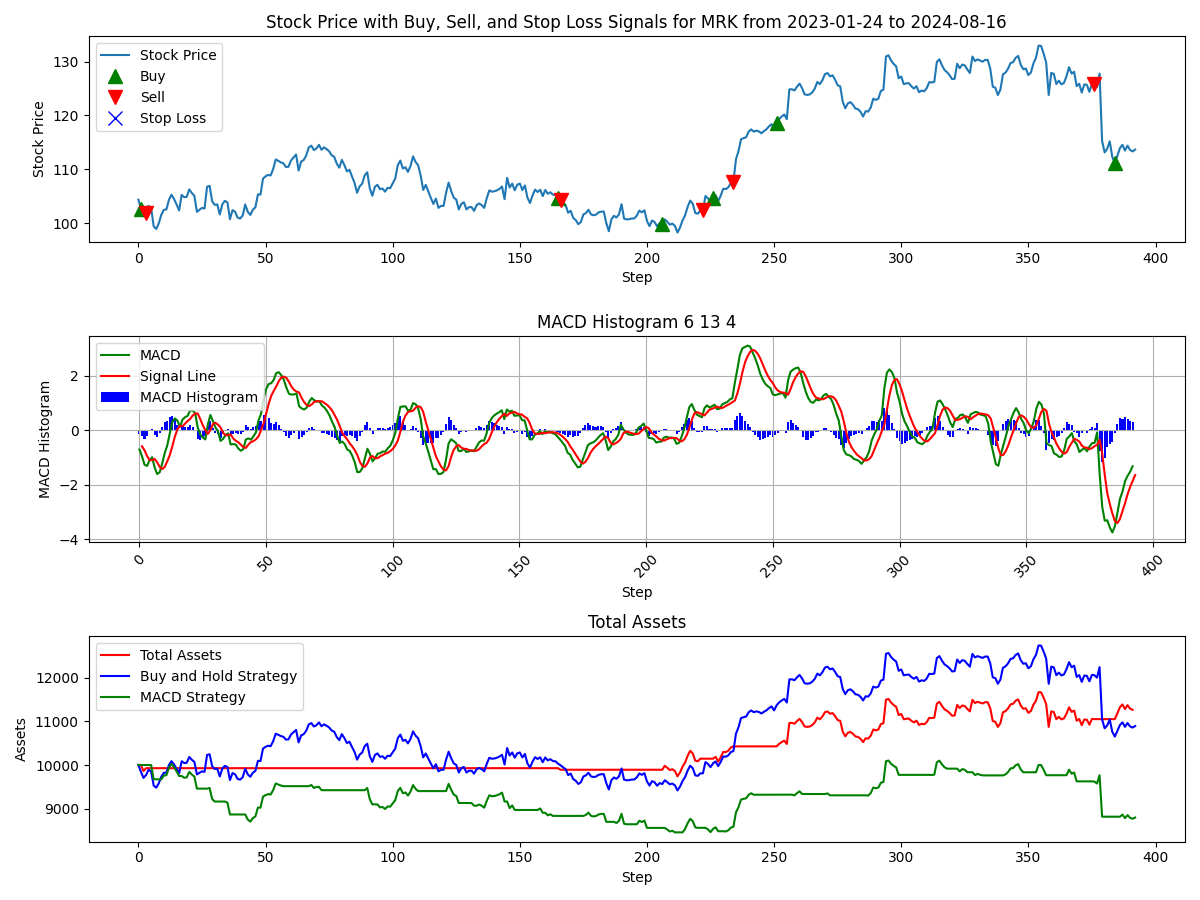 Stock Price with Buy, Sell, and Stop Loss Signals for MRK from 2023-01-24 to 2024-08-16
Stock Price
130
120
110
100
Stock Price
Buy
Sell
Stop Loss
0 50 100 150 200 250 300 350 400
Step
MACD Histogram 6 13 4
MACD Histogram
2
0
−2
−4
MACD
Signal Line
MACD Histogram
0 50 100 150 200 250 300 350 400
Step
Total Assets
Assets
12000
11000
10000
9000
Total Assets
Buy and Hold Strategy
MACD Strategy
0 50 100 150 200 250 300 350 400
Step